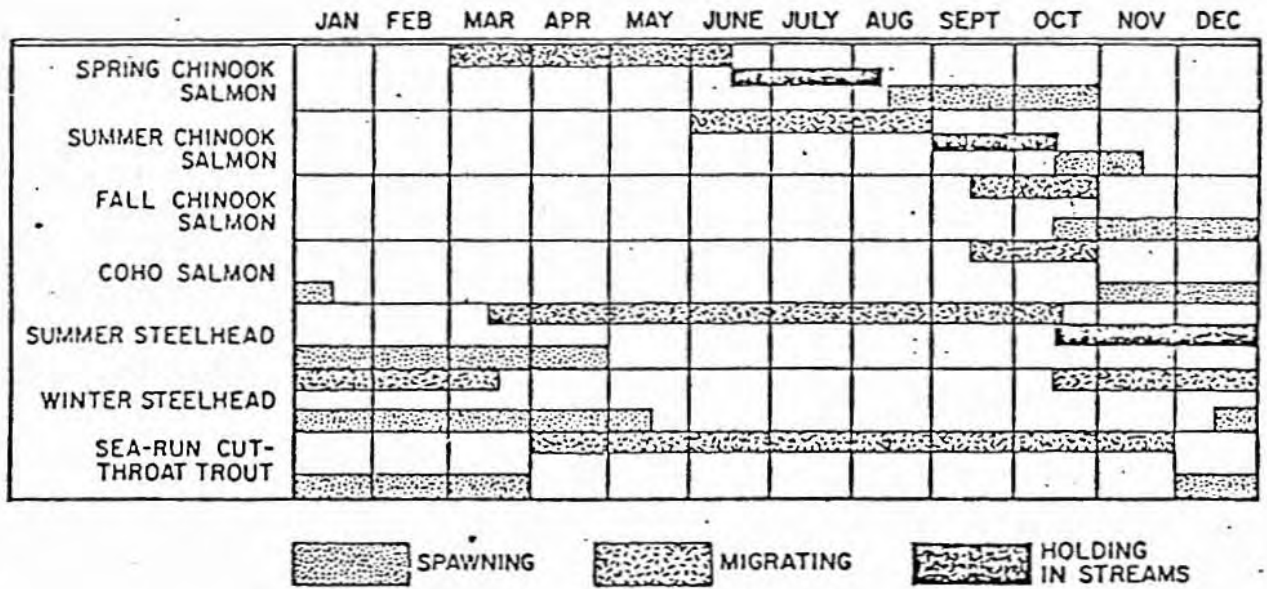 JAN FEB MAR APR MAY JUNE JULY AUG SEPT OCT NOV DEC
SPRING CHINOOK
SALMON
SUMMER CHINOOK
SALMON
FALL CHINOOK
SALMON
COHO SALMON
SUMMER STEELHEAD
WINTER STEELHEAD
SEA-RUN CUT-
THROAT TROUT
SPAWNING MIGRATING HOLDING
IN STREAMS